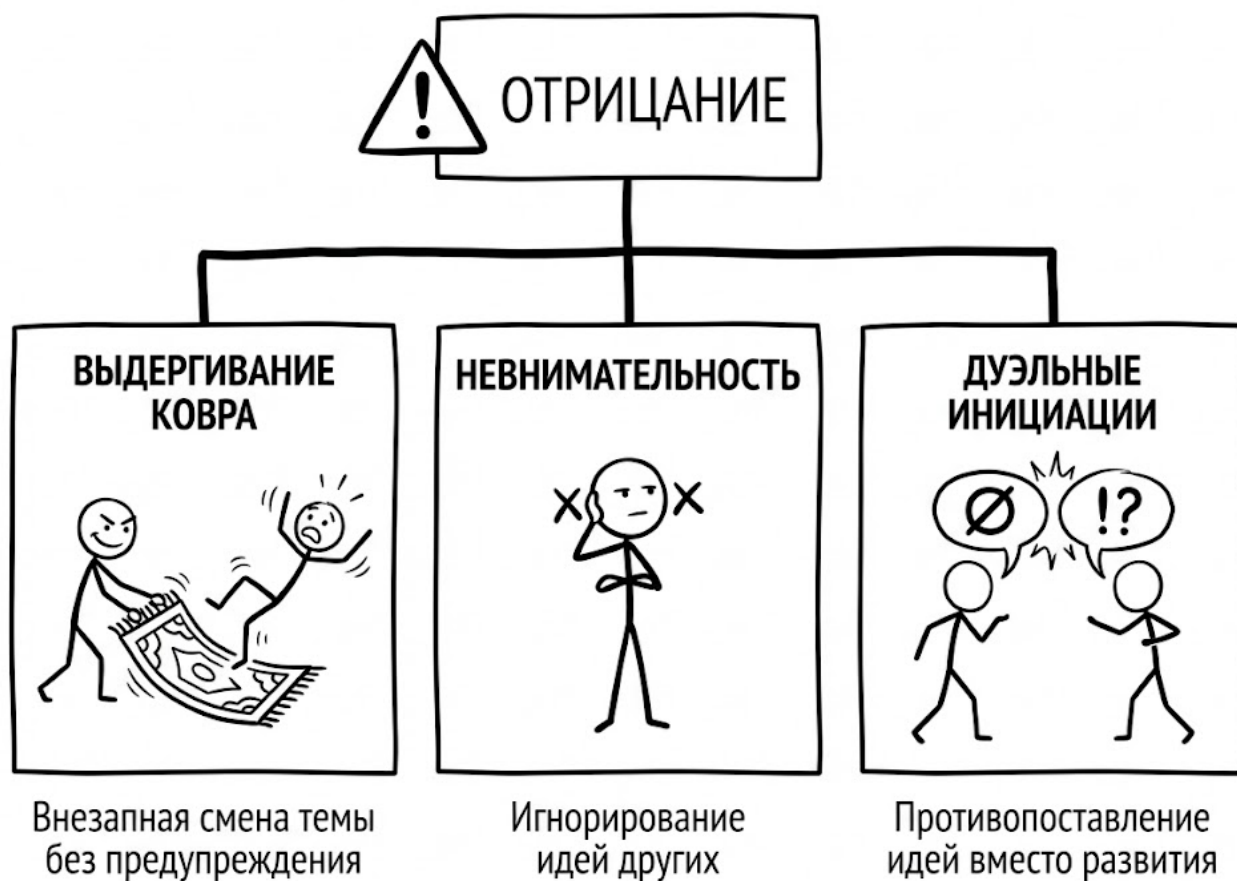 ОТРИЦАНИЕ
ВЫДЕРГИВАНИЕ
КОВРА
Внезапная смена темы
без предупреждения
НЕВНИМАТЕЛЬНОСТЬ
Игнорирование
идей других
ДУЭЛЬНЫЕ
ИНИЦИАЦИИ
!?
Противопоставление
идей вместо развития